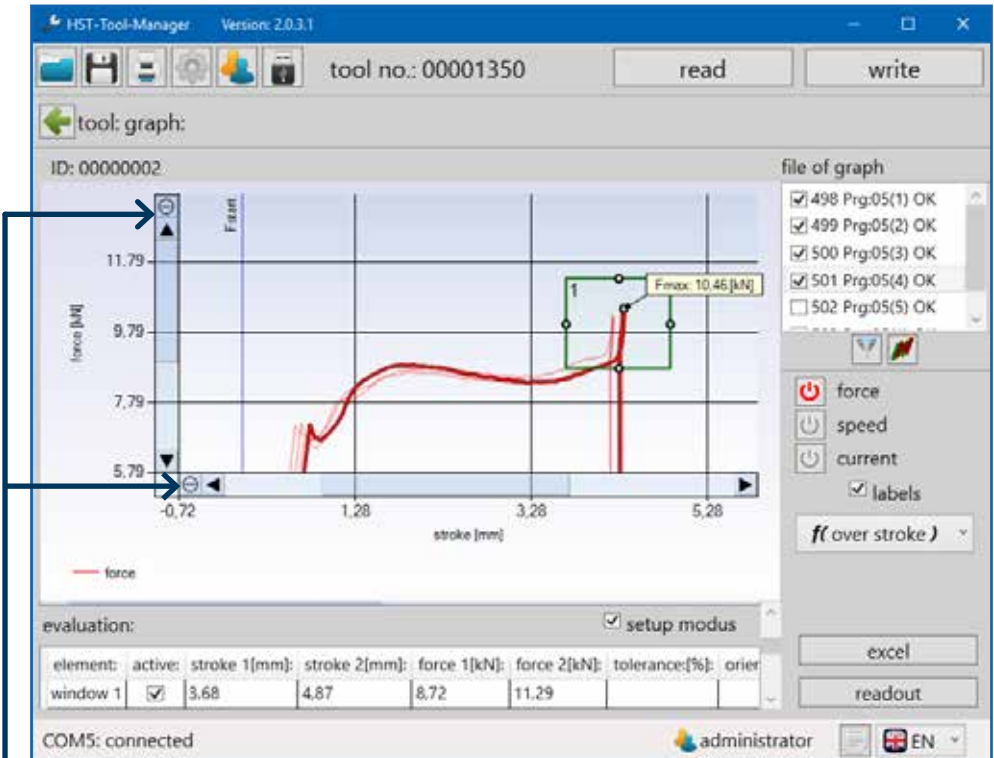 HST-Tool-Manager Version: 2.0.3.1
tool no.: 00001350 read write
tool: graph:
ID: 00000002
file of graph
498 Prg:05(1) OK
499 Prg:05(2) OK
500 Prg:05(3) OK
501 Prg:05(4) OK
502 Prg:05(5) OK
Fstart
11.79
9.79
7.79
5.79
force [kN]
1
Fmax: 10,46 [kN]
-0,72 1,28 3,28 5,28
stroke [mm]
force
force
speed
current
labels
f( over stroke )
evaluation: setup modus
element: active: stroke 1[mm]: stroke 2[mm]: force 1[kN]: force 2[kN]: tolerance:[%]: orier
window 1 3,68 4,87 8,72 11,29
excel
readout
COM5: connected administrator EN